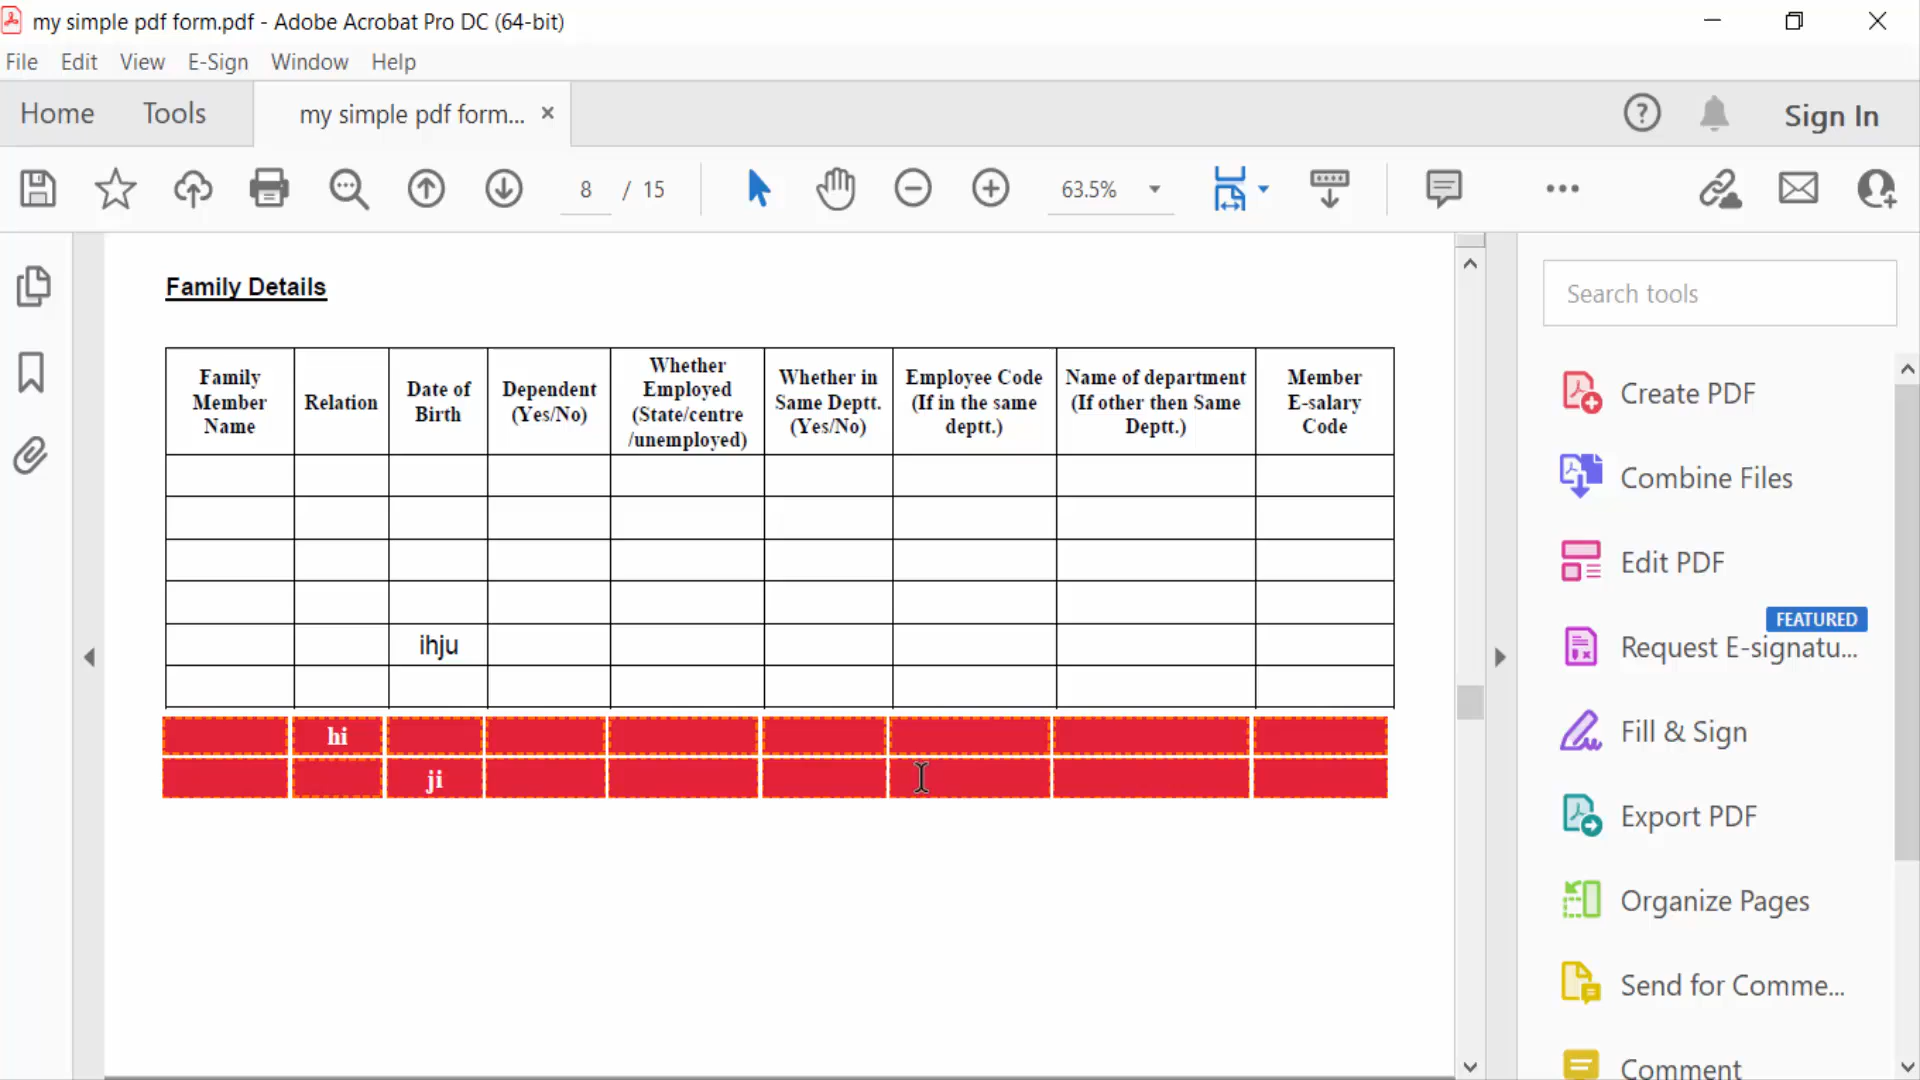 my simple pdf form.pdf - Adobe Acrobat Pro DC (64-bit)
File Edit View E-Sign Window Help
Home Tools my simple pdf form... × Sign In
8 / 15 63.5%
Family Details
Family Member Name
Relation
Date of Birth
Dependent (Yes/No)
Whether Employed (State/centre /unemployed)
Whether in Same Deptt. (Yes/No)
Employee Code (If in the same deptt.)
Name of department (If other then Same Deptt.)
Member E-salary Code
ihju
hi
ji
Search tools
Create PDF
Combine Files
Edit PDF
FEATURED
Request E-signatu...
Fill & Sign
Export PDF
Organize Pages
Send for Comme...
Comment